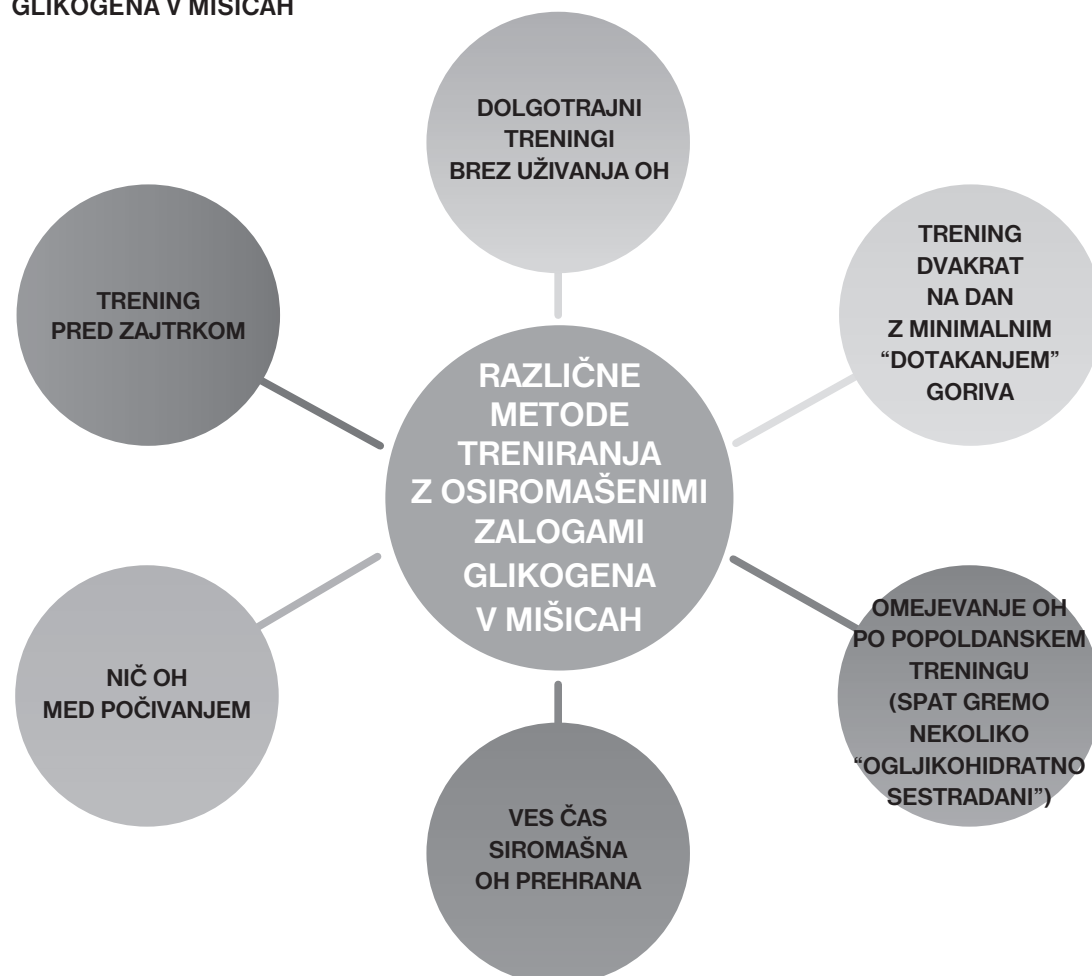 GLIKOGENA V MIŠICAH
DOLGOTRAJNI
TRENINGI
BREZ UŽIVANJA OH
TRENING
DVAKRAT
NA DAN
Z MINIMALNIM
“DOTAKANJEM”
GORIVA
TRENING
PRED ZAJTRKOM
RAZLIČNE
METODE
TRENIRANJA
Z OSIROMAŠENIMI
ZALOGAMI
GLIKOGENA
V MIŠICAH
OMEJEVANJE OH
PO POPOLDANSKEM
TRENINGU
(SPAT GREMO
NEKOLIKO
“OGLJIKOHIDRATNO
SESTRADANI”)
NIČ OH
MED POČIVANJEM
VES ČAS
SIROMAŠNA
OH PREHRANA